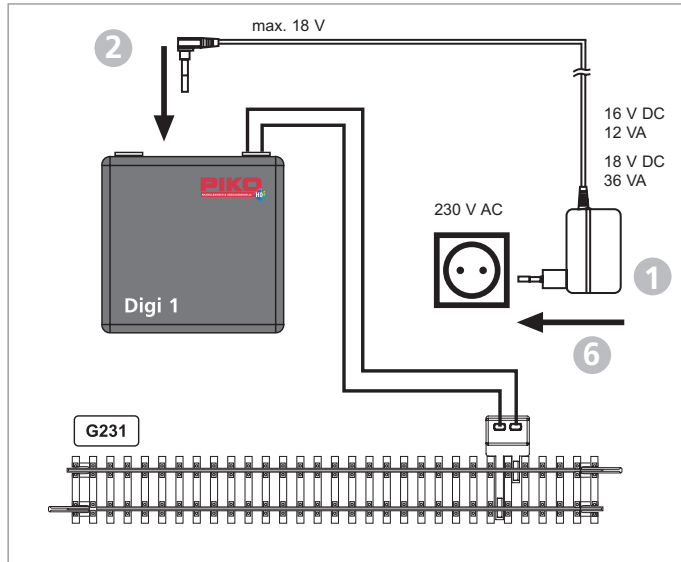 2
max. 18 V
16 V DC
12 VA
18 V DC
36 VA
PIKO
230 V AC
1
Digi 1
6
G231